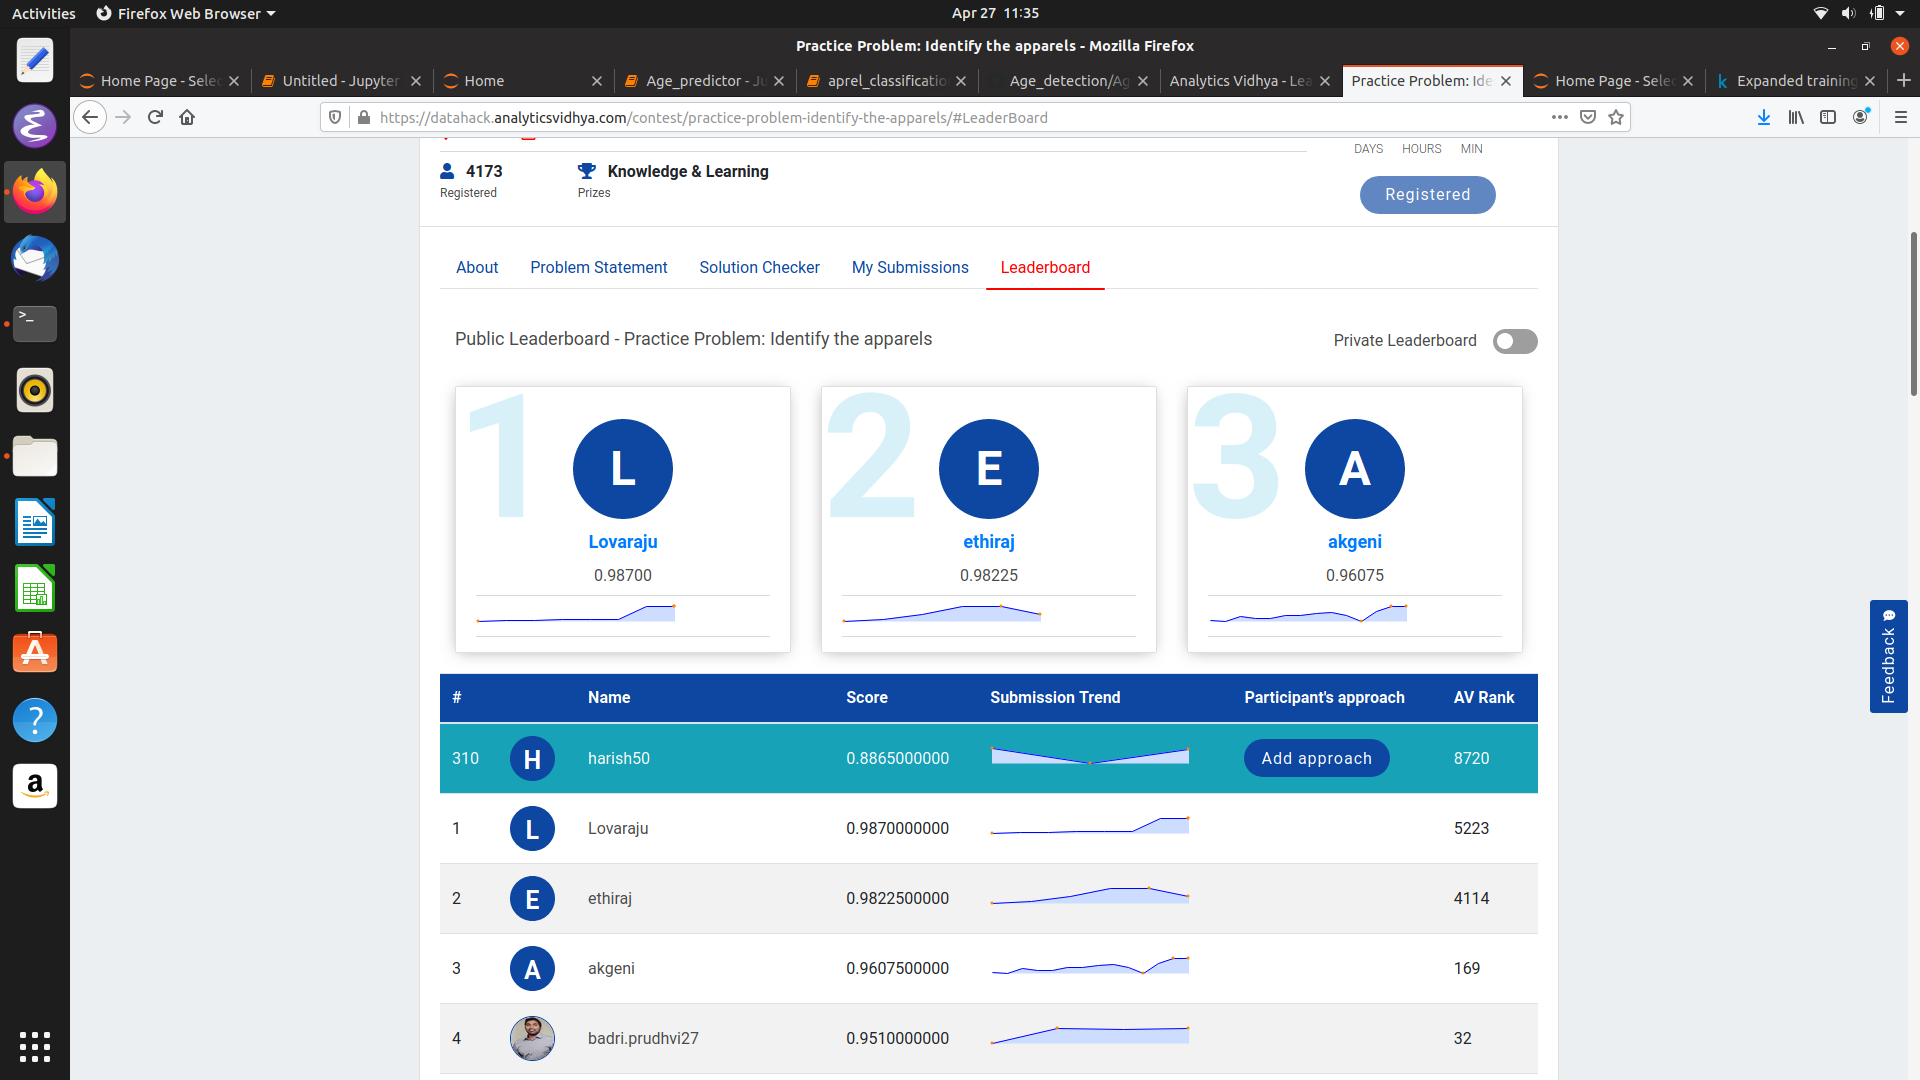 Activities Firefox Web Browser Apr 27 11:35
Practice Problem: Identify the apparels - Mozilla Firefox
Home Page - Selec Untitled - Jupyter Home Age_predictor - Ju aprel_classificatio Age_detection/Ag Analytics Vidhya - Lea Practice Problem: Ide Home Page - Selec Expanded training
https://datahack.analyticsvidhya.com/contest/practice-problem-identify-the-apparels/#LeaderBoard
DAYS HOURS MIN
4173 Knowledge & Learning
Registered Prizes
Registered
About Problem Statement Solution Checker My Submissions Leaderboard
Public Leaderboard - Practice Problem: Identify the apparels Private Leaderboard
1 L 2 E 3 A
Lovaraju ethiraj akgeni
0.98700 0.98225 0.96075
Feedback
# Name Score Submission Trend Participant's approach AV Rank
310 H harish50 0.8865000000 Add approach 8720
1 L Lovaraju 0.9870000000 5223
2 E ethiraj 0.9822500000 4114
3 A akgeni 0.9607500000 169
4 badri.prudhvi27 0.9510000000 32